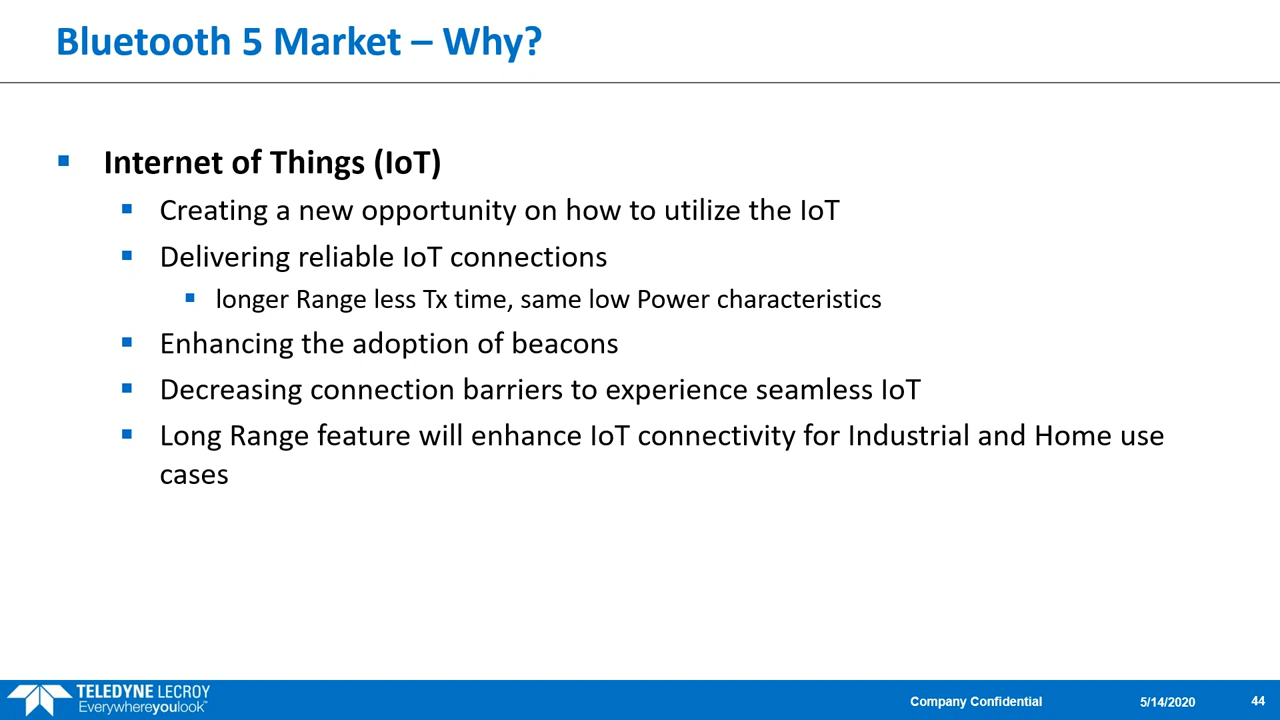 Bluetooth 5 Market – Why?
Internet of Things (IoT)
Creating a new opportunity on how to utilize the IoT
Delivering reliable IoT connections
longer Range less Tx time, same low Power characteristics
Enhancing the adoption of beacons
Decreasing connection barriers to experience seamless IoT
Long Range feature will enhance IoT connectivity for Industrial and Home use
cases
TELEDYNE LECROY
Everywhereyoulook™
Company Confidential
5/14/2020
44